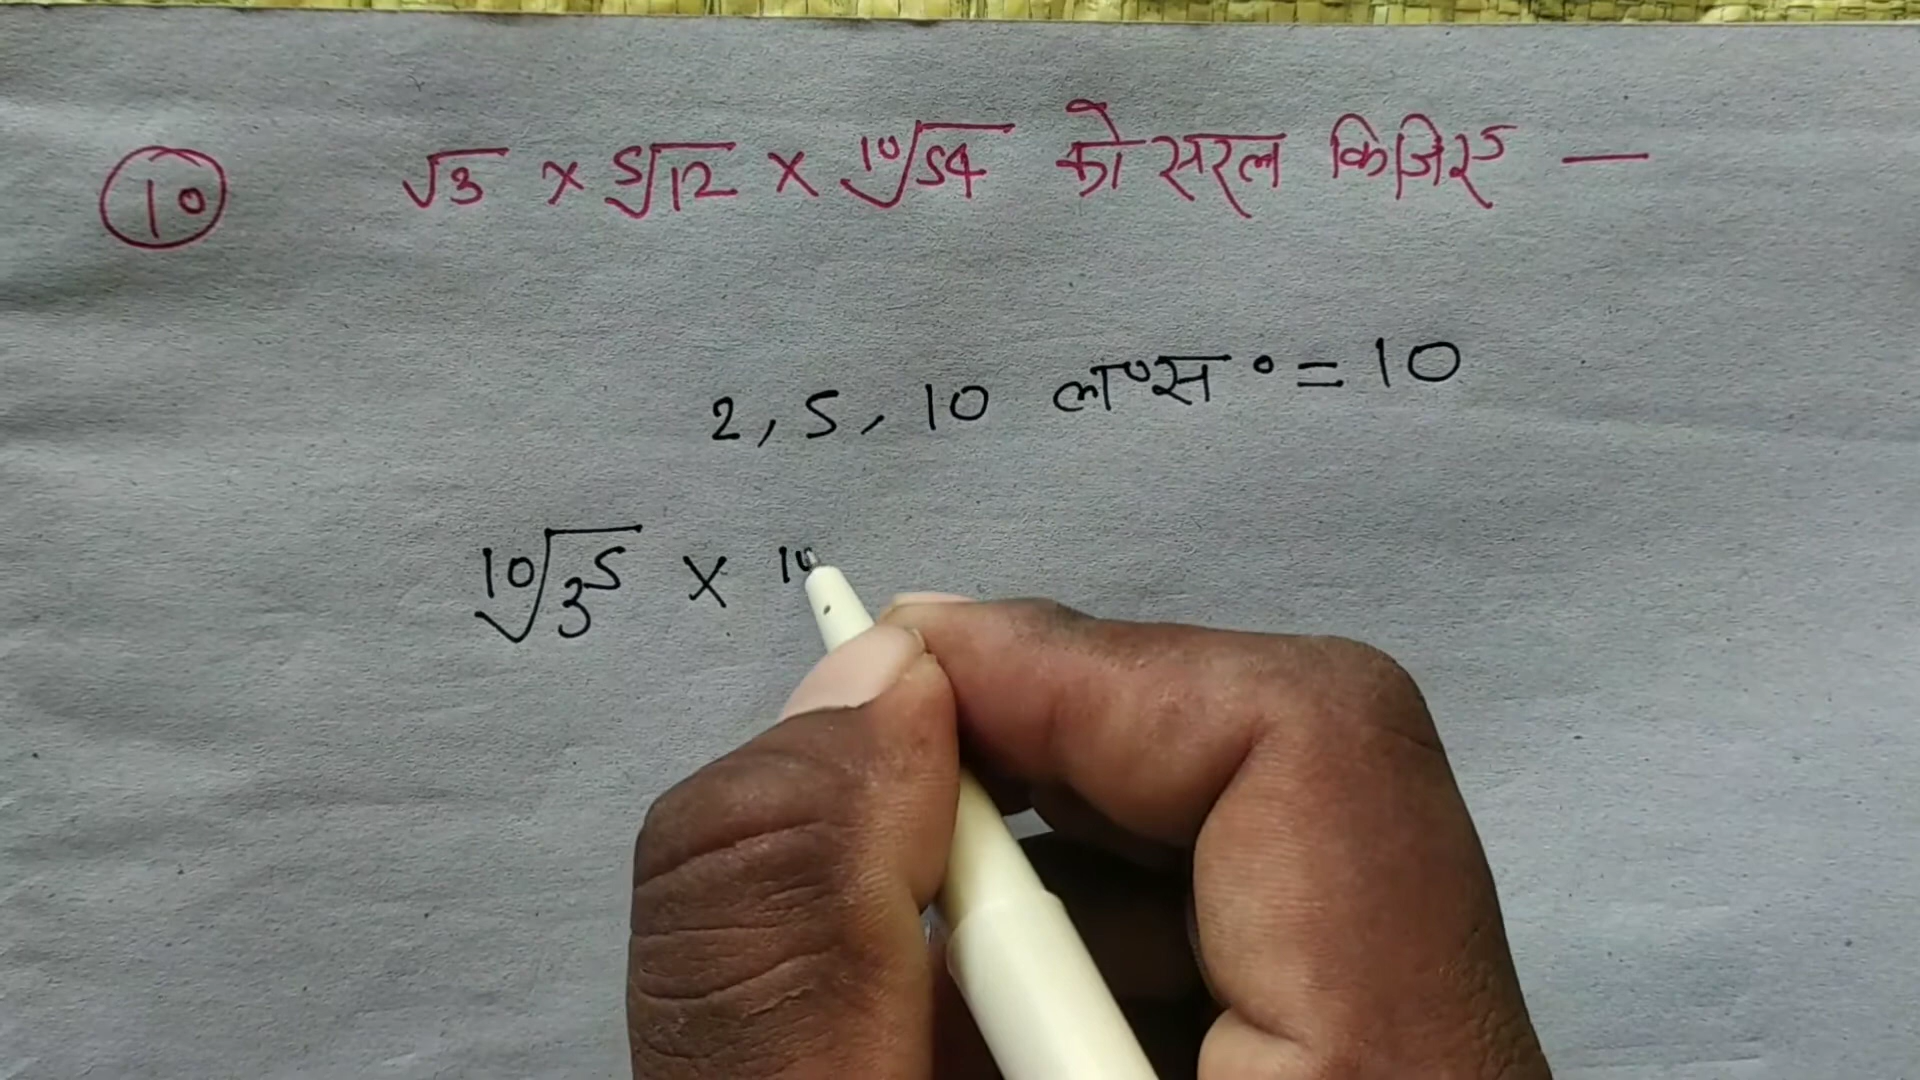 (10) √3 × ⁵√12 × ¹⁰√54 को सरल किजिए —
2, 5, 10 ल०स० = 10
¹⁰√3⁵ × 10